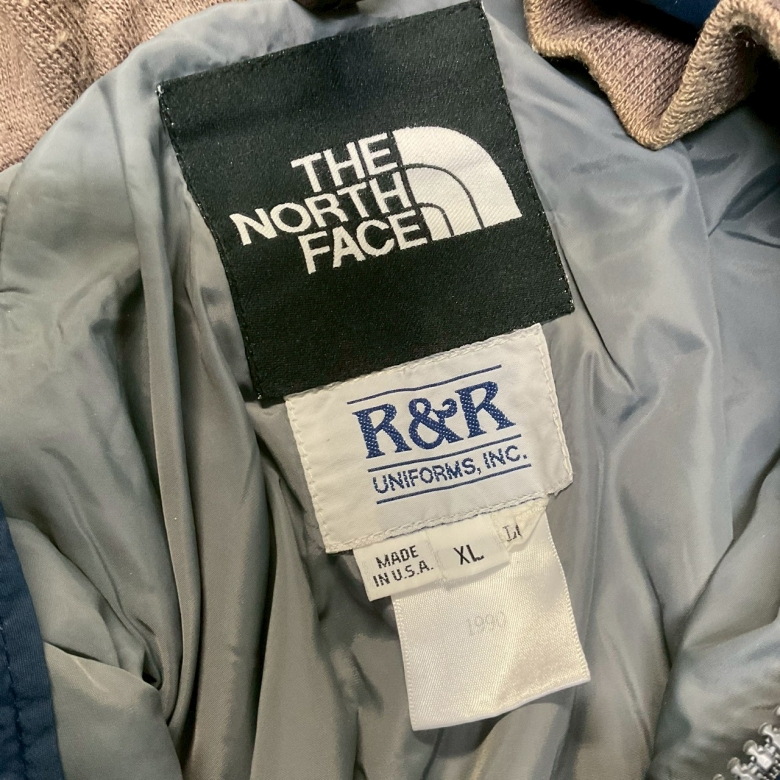 THE
NORTH
FACE
R&R
UNIFORMS, INC.
MADE
IN U.S.A.
XL
1990